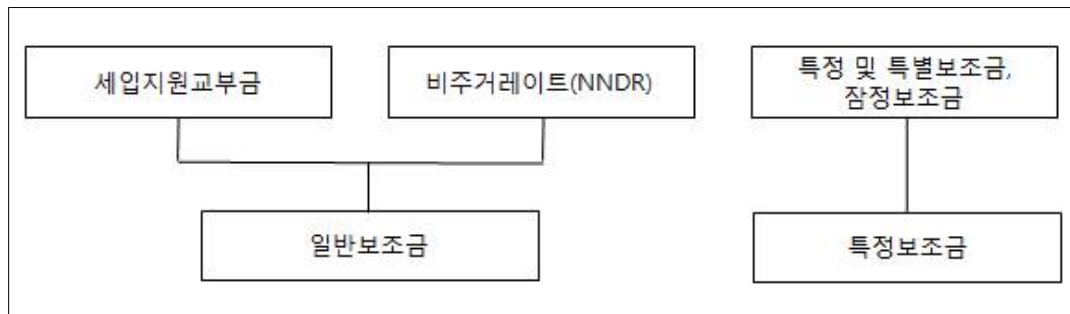 세입지원교부금
비주거레이트(NNDR)
특정 및 특별보조금,
잠정보조금
일반보조금
특정보조금